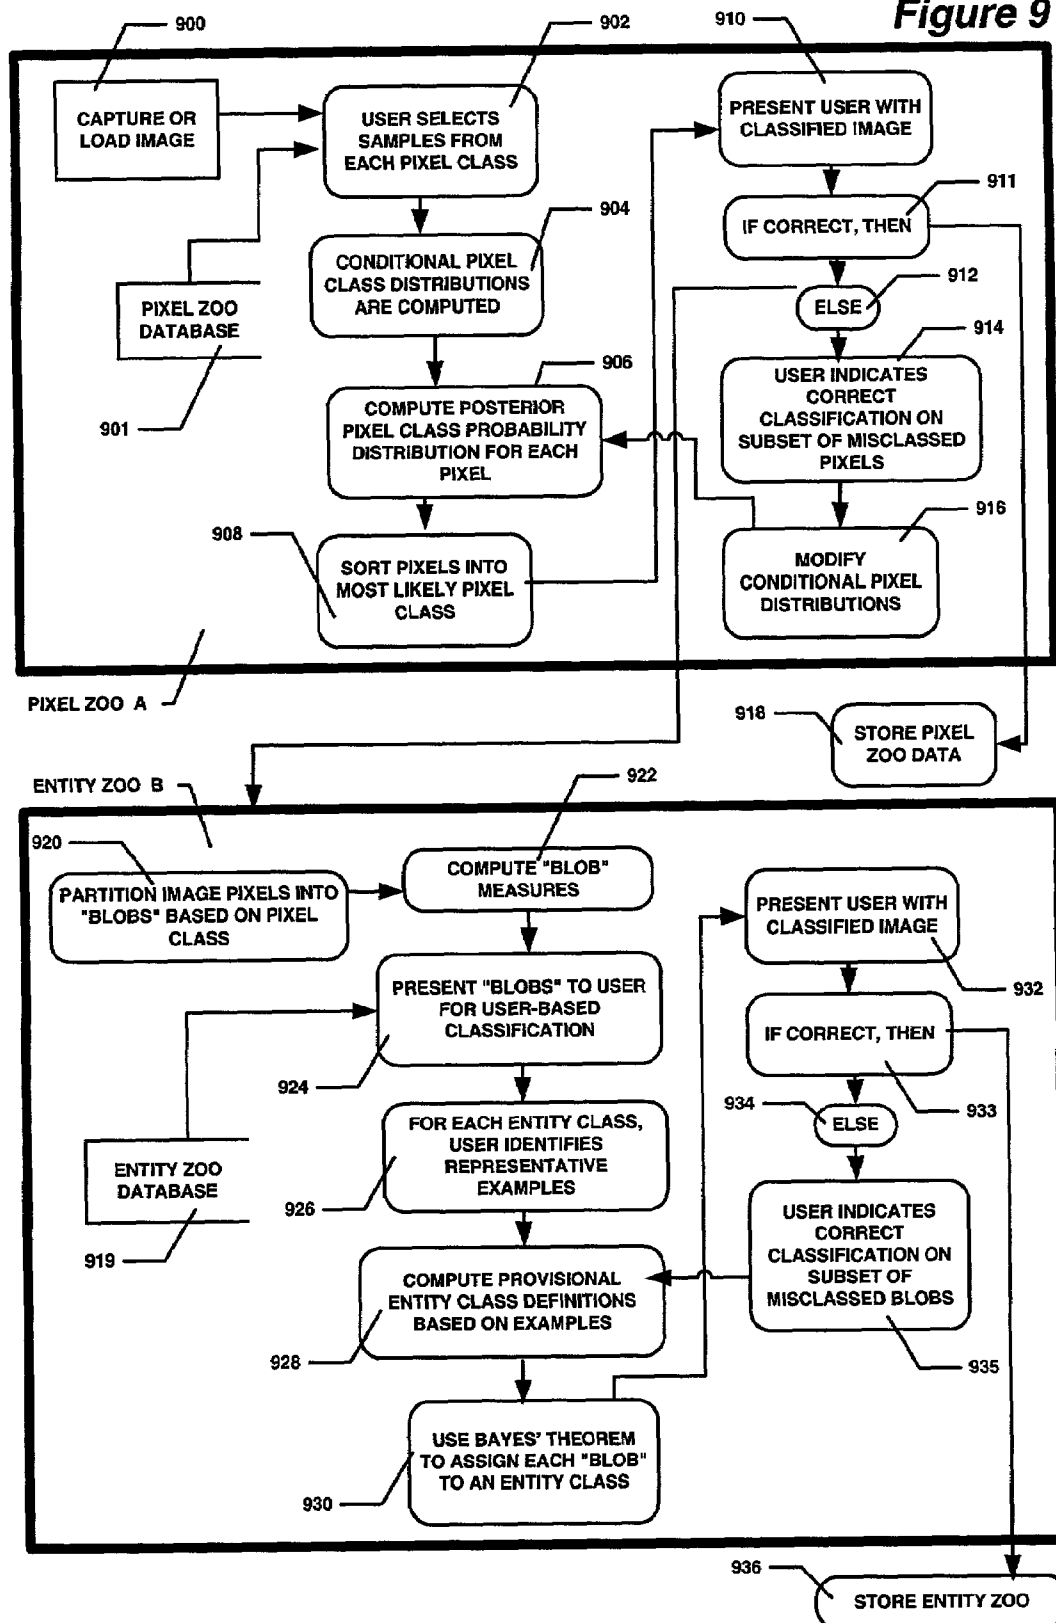 Figure 9
900
CAPTURE OR
LOAD IMAGE
902
USER SELECTS
SAMPLES FROM
EACH PIXEL CLASS
PIXEL ZOO
DATABASE
901
904
CONDITIONAL PIXEL
CLASS DISTRIBUTIONS
ARE COMPUTED
906
COMPUTE POSTERIOR
PIXEL CLASS PROBABILITY
DISTRIBUTION FOR EACH
PIXEL
908
SORT PIXELS INTO
MOST LIKELY PIXEL
CLASS
910
PRESENT USER WITH
CLASSIFIED IMAGE
911
IF CORRECT, THEN
912
ELSE
914
USER INDICATES
CORRECT
CLASSIFICATION ON
SUBSET OF MISCLASSED
PIXELS
916
MODIFY
CONDITIONAL PIXEL
DISTRIBUTIONS
PIXEL ZOO A
918
STORE PIXEL
ZOO DATA
ENTITY ZOO B
920
PARTITION IMAGE PIXELS INTO
"BLOBS" BASED ON PIXEL
CLASS
922
COMPUTE "BLOB"
MEASURES
PRESENT "BLOBS" TO USER
FOR USER-BASED
CLASSIFICATION
924
FOR EACH ENTITY CLASS,
USER IDENTIFIES
REPRESENTATIVE
EXAMPLES
926
ENTITY ZOO
DATABASE
919
COMPUTE PROVISIONAL
ENTITY CLASS DEFINITIONS
BASED ON EXAMPLES
928
USE BAYES' THEOREM
TO ASSIGN EACH "BLOB"
TO AN ENTITY CLASS
930
PRESENT USER WITH
CLASSIFIED IMAGE
932
IF CORRECT, THEN
933
934
ELSE
USER INDICATES
CORRECT
CLASSIFICATION ON
SUBSET OF
MISCLASSED BLOBS
935
936
STORE ENTITY ZOO